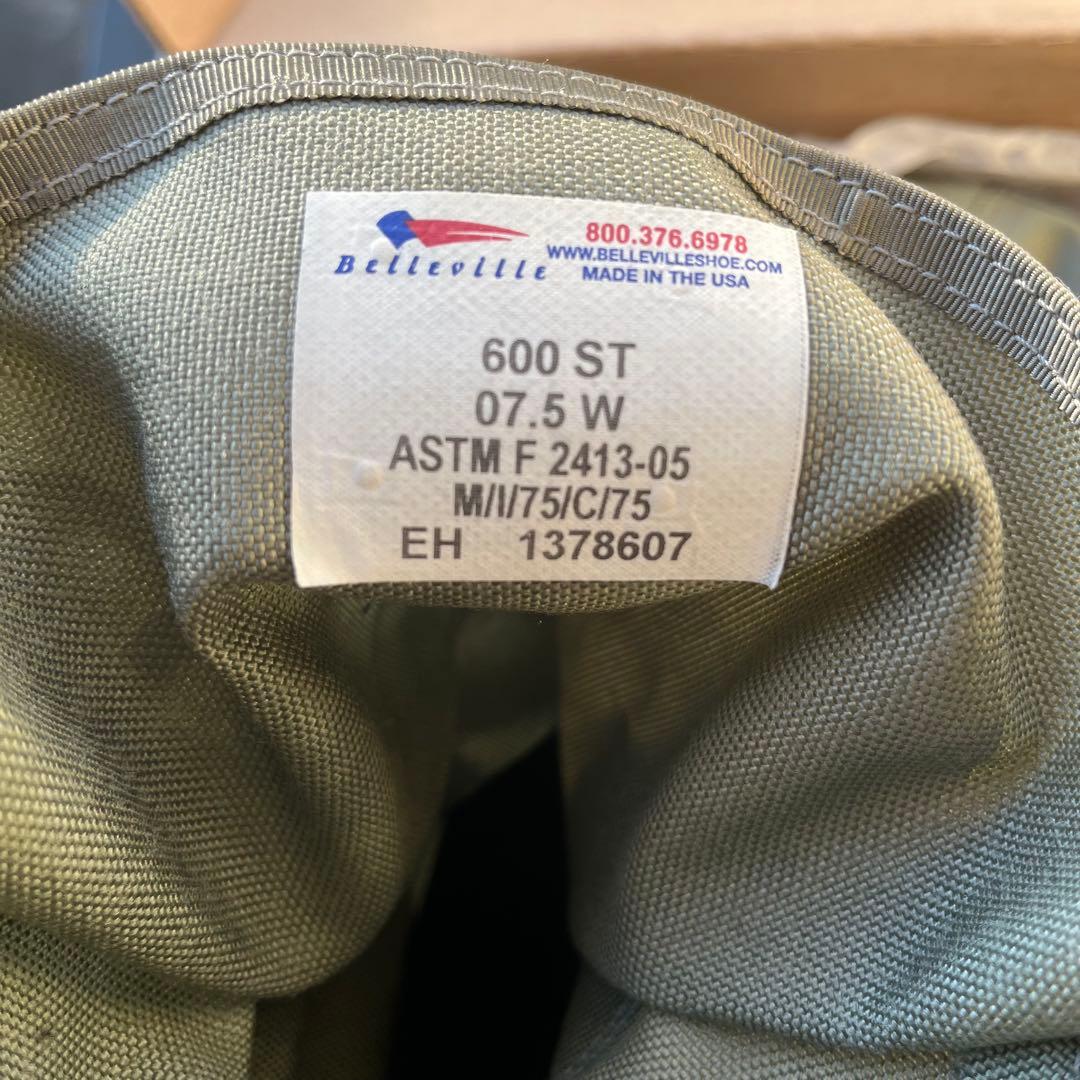 Belleville
800.376.6978
WWW.BELLEVILLESHOE.COM
MADE IN THE USA
600 ST
07.5 W
ASTM F 2413-05
M/I/75/C/75
EH 1378607